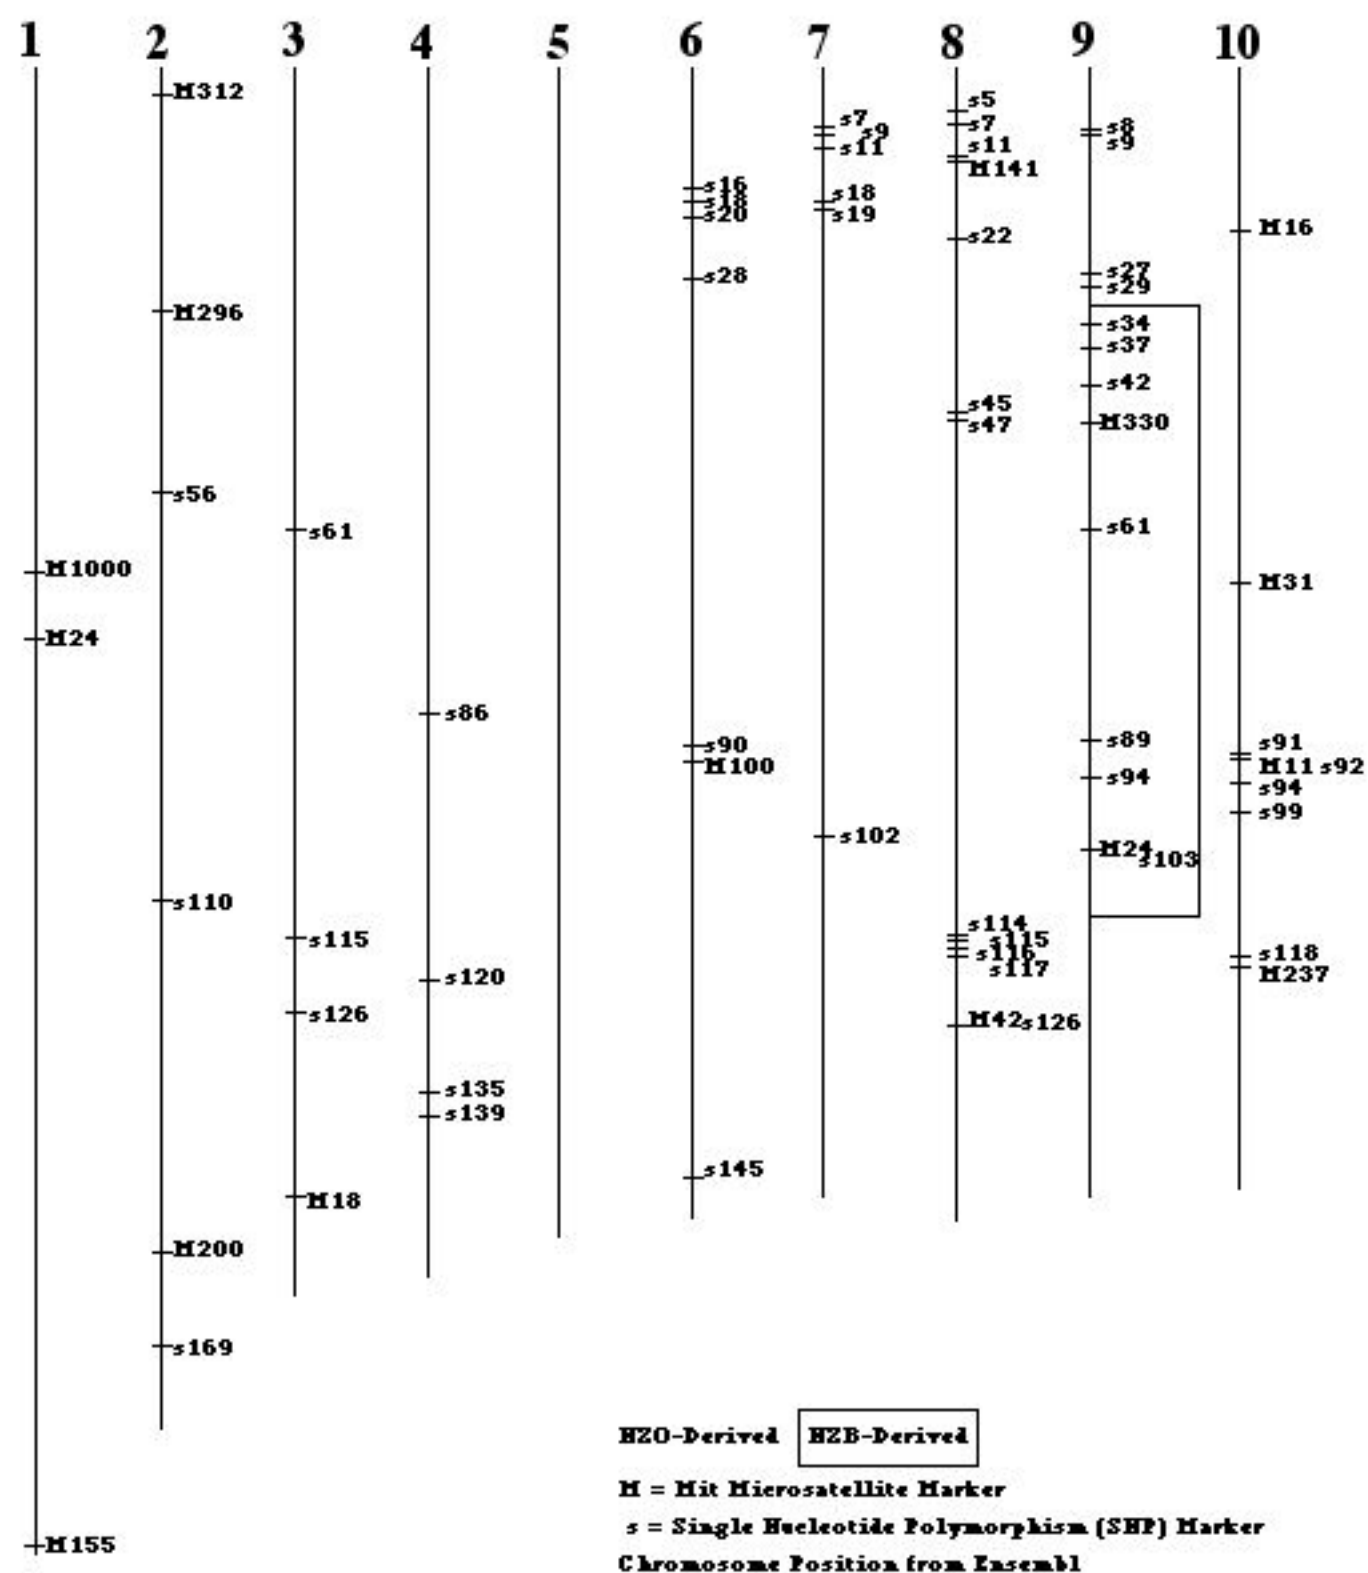 1 2 3 4 5 6 7 8 9 10
M312
s5
s7
s7
s8
s9
s9
s11
s11
M141
s16
s18
s18
s20
s19
M16
s22
s28
s27
s29
M296
s34
s37
s42
s45
s47
M330
s56
s61
s61
M1000
M31
M24
s86
s90
M100
s89
s94
s91
M11 s92
s94
s99
s102
M24
s103
s110
s114
s115
s115
s116
s117
s118
M237
s120
s126
M42 s126
s135
s139
s145
M18
M200
s169
M155
NZO-Derived NZB-Derived
M = Mit Microsatellite Marker
s = Single Nucleotide Polymorphism (SNP) Marker
Chromosome Position from Ensembl